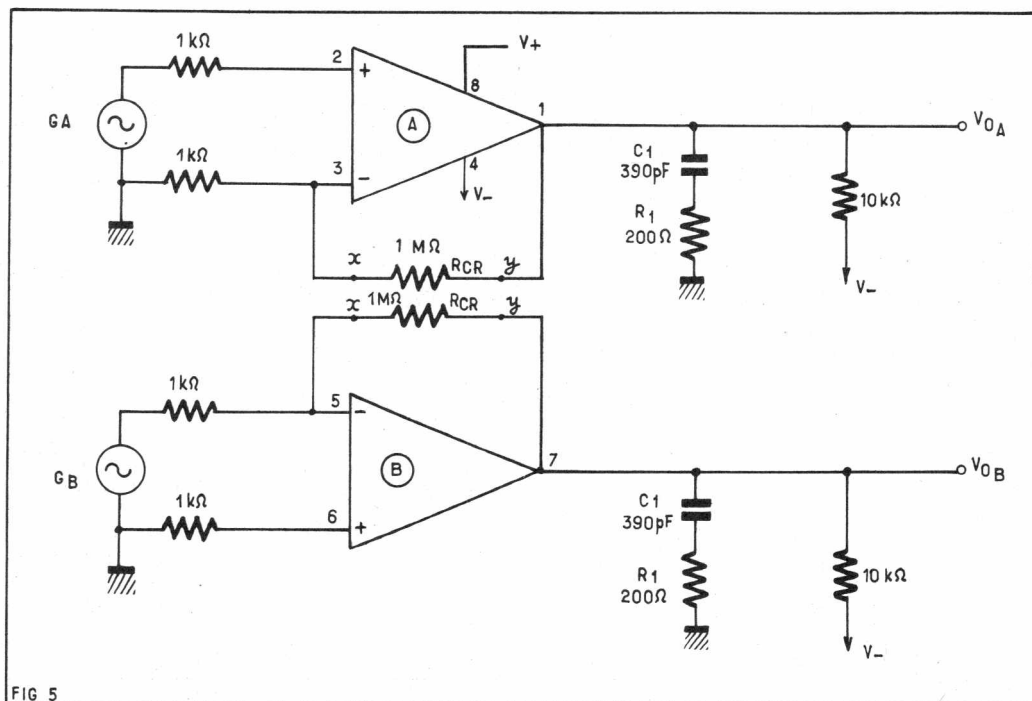 1kΩ
V+
2
+
8
GA
A
1
VOA
1kΩ
3
−
4
V−
C1
390pF
R1
200Ω
10kΩ
V−
x
1 MΩ
RCR
y
x
1MΩ
RCR
y
1kΩ
5
−
GB
B
7
VOB
1kΩ
6
+
C1
390pF
R1
200Ω
10kΩ
V−
FIG 5